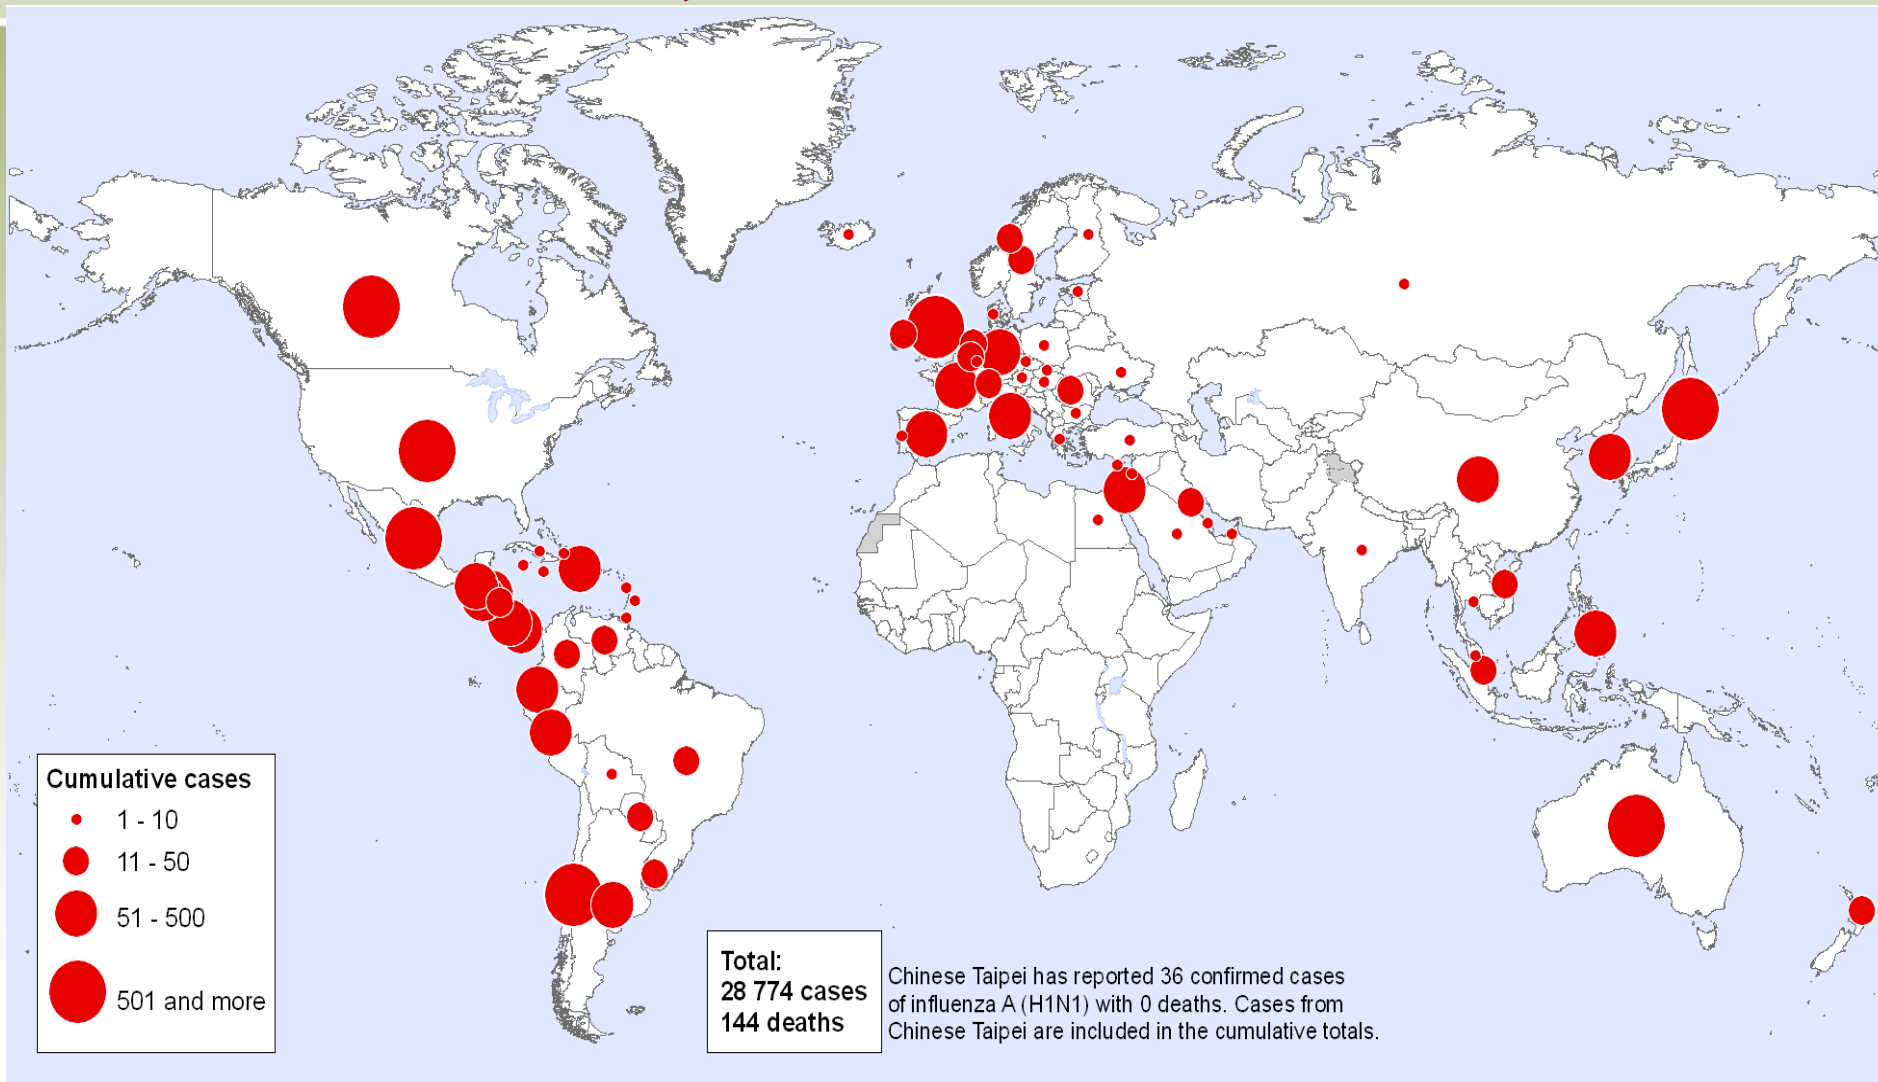 Cumulative cases
1 - 10
11 - 50
51 - 500
501 and more
Total:
28 774 cases
144 deaths
Chinese Taipei has reported 36 confirmed cases
of influenza A (H1N1) with 0 deaths. Cases from
Chinese Taipei are included in the cumulative totals.